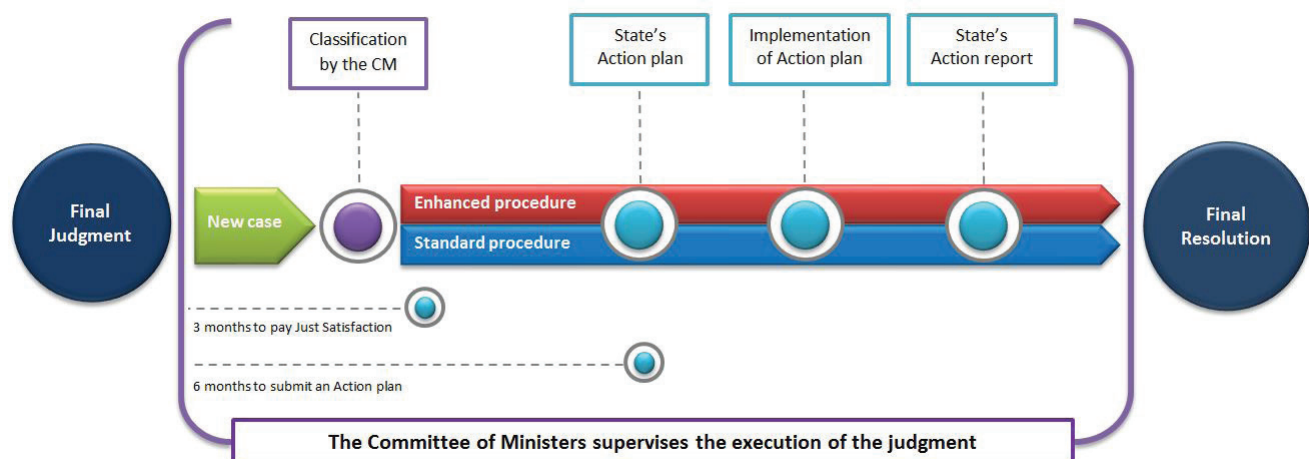 Classification
by the CM
State's
Action plan
Implementation
of Action plan
State's
Action report
Final
Judgment
New case
Enhanced procedure
Standard procedure
Final
Resolution
3 months to pay Just Satisfaction
6 months to submit an Action plan
The Committee of Ministers supervises the execution of the judgment